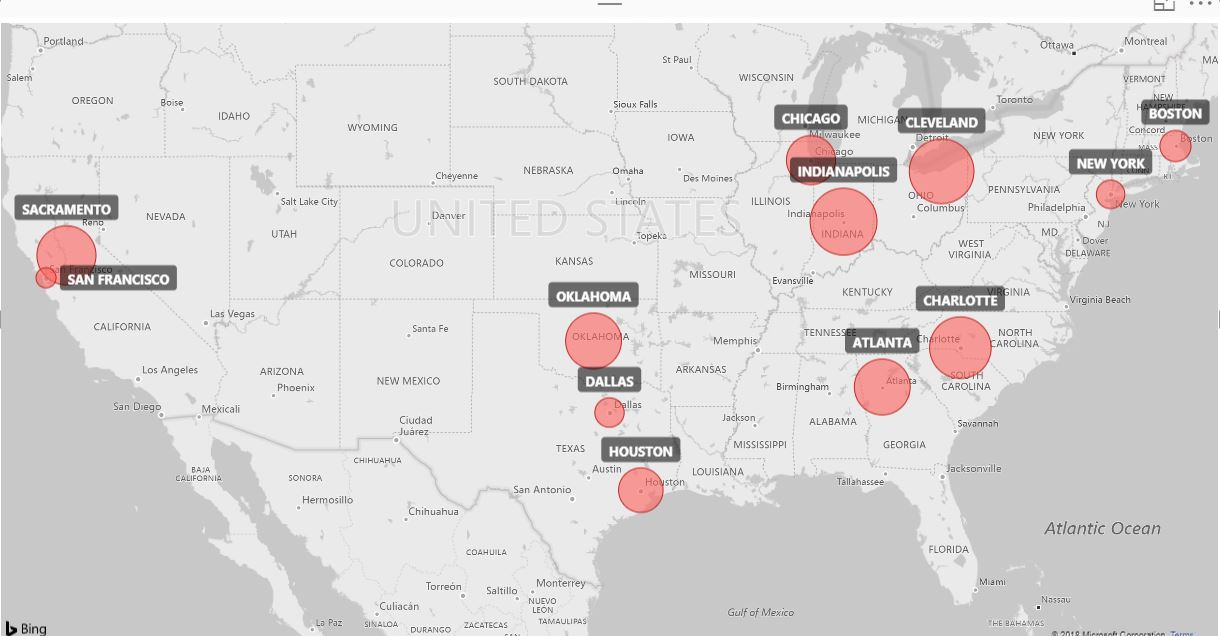 Portland
Salem
OREGON
Boise
IDAHO
WYOMING
SOUTH DAKOTA
Sioux Falls
St Paul
WISCONSIN
IOWA
NEBRASKA
Omaha
Des Moines
Lincoln
Cheyenne
Salt Lake City
UTAH
NEVADA
Reno
SACRAMENTO
San Francisco
SAN FRANCISCO
CALIFORNIA
Las Vegas
Los Angeles
San Diego
Mexicali
ARIZONA
Phoenix
Santa Fe
NEW MEXICO
COLORADO
Denver
UNITED STATES
Topeka
KANSAS
MISSOURI
OKLAHOMA
OKLAHOMA
DALLAS
Dallas
HOUSTON
Houston
TEXAS
Austin
San Antonio
Ciudad
Juárez
CHIHUAHUA
SONORA
BAJA
CALIFORNIA
Hermosillo
Chihuahua
COAHUILA
Torreón
Saltillo
Monterrey
NUEVO
LEÓN
Culiacán
La Paz
SINALOA
DURANGO
ZACATECAS
TAMAULIPAS
CHICAGO
Milwaukee
Chicago
MICHIGAN
CLEVELAND
Detroit
INDIANAPOLIS
Indianapolis
INDIANA
ILLINOIS
OHIO
Columbus
Toronto
Ottawa
Montreal
VERMONT
NEW
HAMPSHIRE
MA
Concord
BOSTON
Boston
MASS
CONN
R.I.
NEW YORK
NEW YORK
New York
PENNSYLVANIA
Philadelphia
N.J.
MD.
Dover
DELAWARE
WEST
VIRGINIA
VIRGINIA
Virginia Beach
Evansville
KENTUCKY
TENNESSEE
Memphis
ARKANSAS
CHARLOTTE
Charlotte
NORTH
CAROLINA
SOUTH
CAROLINA
ATLANTA
Atlanta
Birmingham
ALABAMA
GEORGIA
Savannah
Jackson
MISSISSIPPI
LOUISIANA
Tallahassee
Jacksonville
FLORIDA
Miami
Nassau
THE BAHAMAS
Atlantic Ocean
Gulf of Mexico
Bing
© 2018 Microsoft Corporation Terms